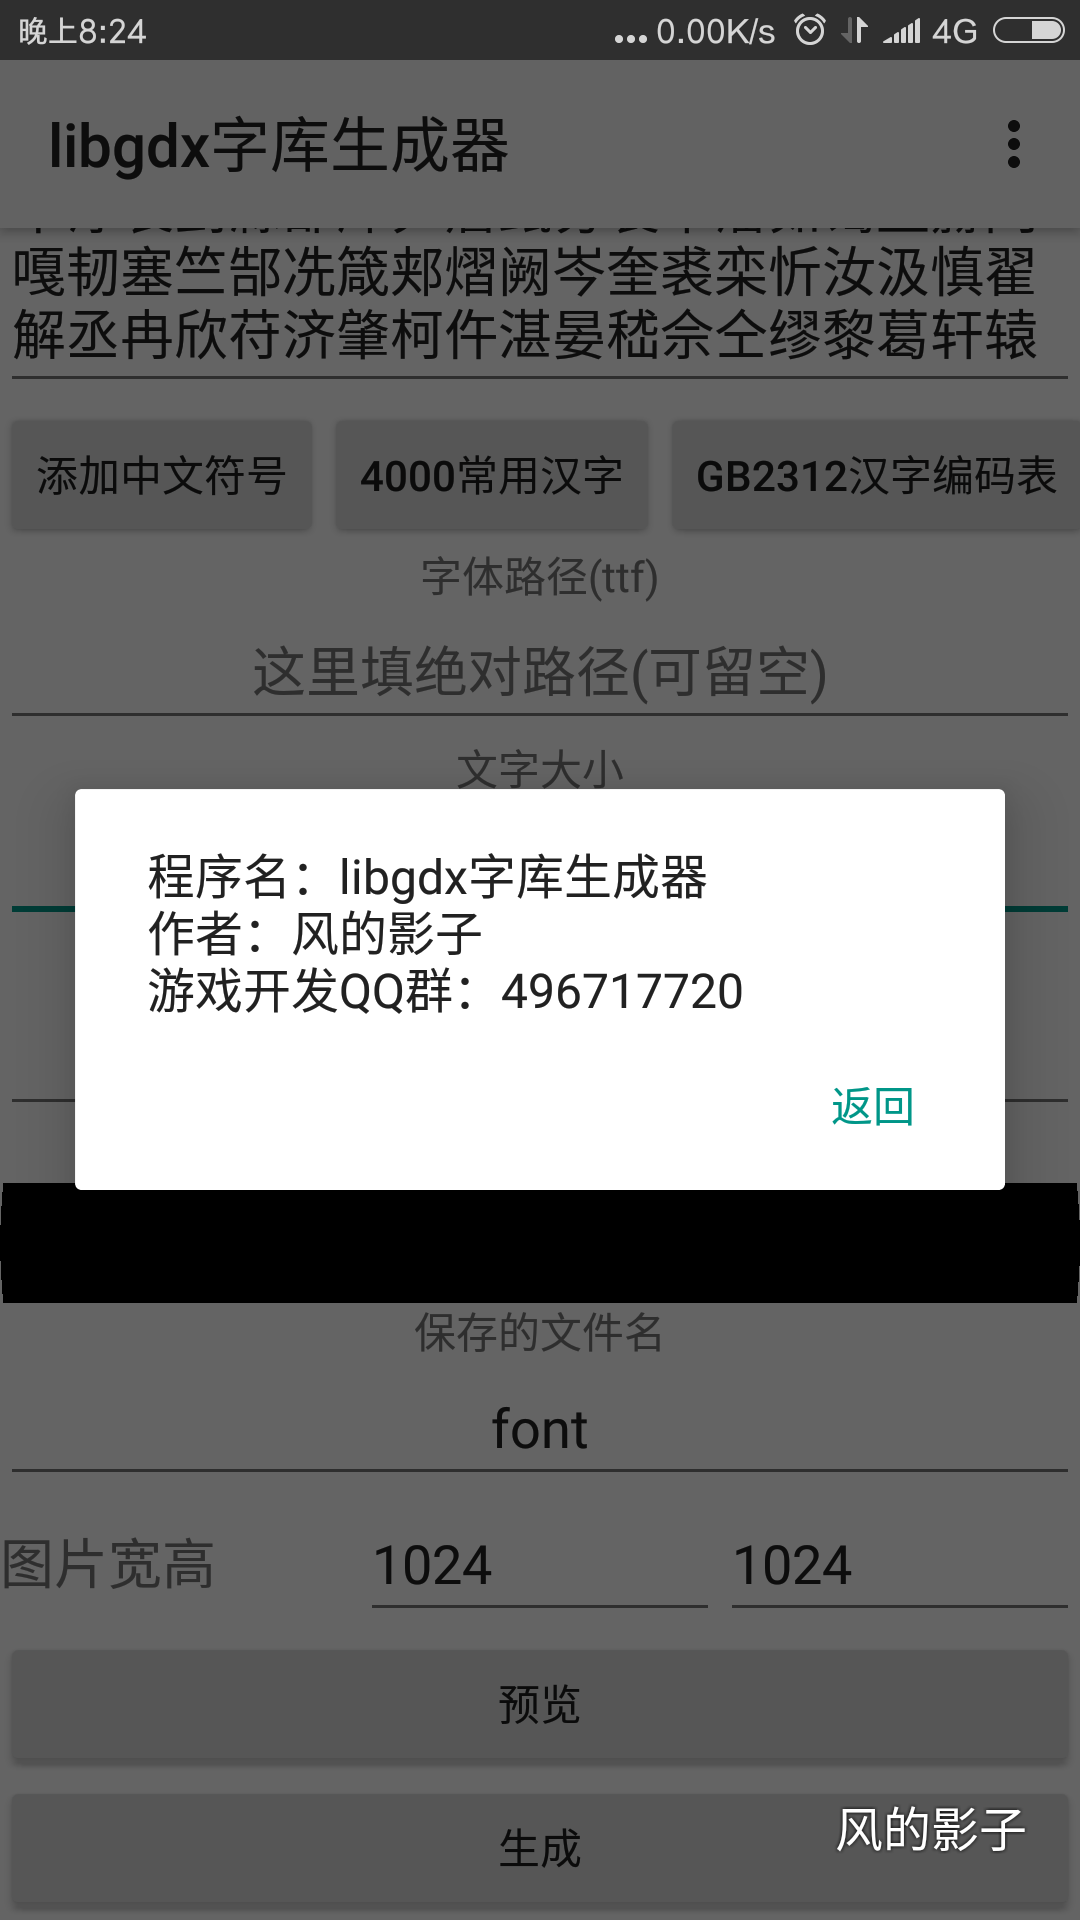 晚上8:24
...0.00K/s
4G
libgdx字库生成器
嘎韧塞竺郜冼箴郏熠阙岑奎裘栾忻汝汲慎翟
解丞冉欣苻济肇柯仵湛晏嵇佘仝缪黎葛轩辕
添加中文符号 4000常用汉字 GB2312汉字编码表
字体路径(ttf)
这里填绝对路径(可留空)
文字大小
程序名：libgdx字库生成器
作者：风的影子
游戏开发QQ群：496717720
返回
保存的文件名
font
图片宽高 1024 1024
预览
生成
风的影子